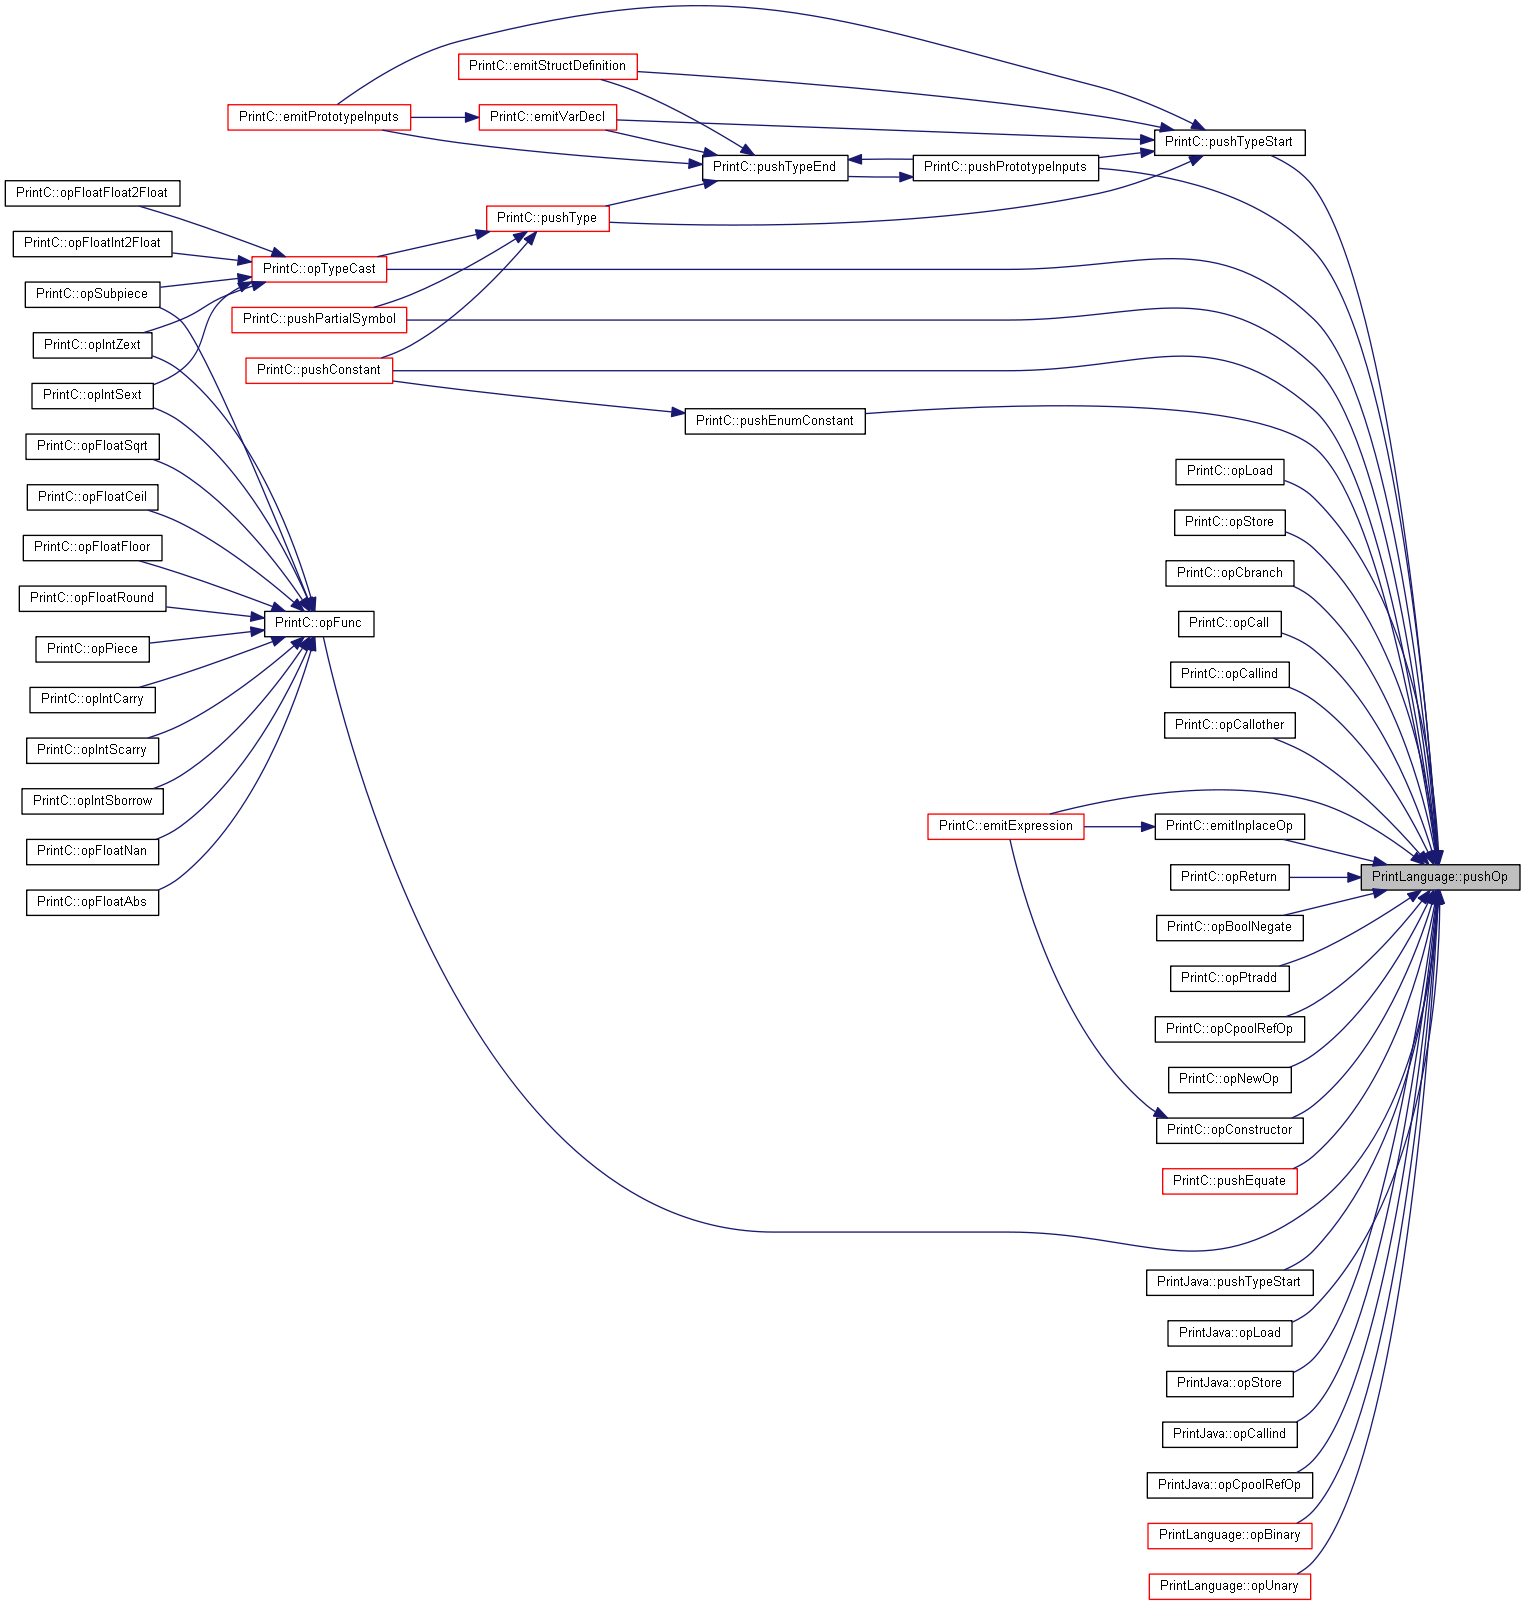 PrintC::emitStructDefinition
PrintC::emitPrototypeInputs
PrintC::emitVarDecl
PrintC::pushTypeStart
PrintC::pushTypeEnd
PrintC::pushPrototypeInputs
PrintC::opFloatFloat2Float
PrintC::pushType
PrintC::opFloatInt2Float
PrintC::opTypeCast
PrintC::opSubpiece
PrintC::pushPartialSymbol
PrintC::opIntZext
PrintC::pushConstant
PrintC::opIntSext
PrintC::pushEnumConstant
PrintC::opFloatSqrt
PrintC::opLoad
PrintC::opFloatCeil
PrintC::opStore
PrintC::opFloatFloor
PrintC::opCbranch
PrintC::opFloatRound
PrintC::opFunc
PrintC::opCall
PrintC::opPiece
PrintC::opCallind
PrintC::opIntCarry
PrintC::opCallother
PrintC::opIntScarry
PrintC::opIntSborrow
PrintC::emitExpression
PrintC::emitInplaceOp
PrintC::opFloatNan
PrintC::opReturn
PrintLanguage::pushOp
PrintC::opFloatAbs
PrintC::opBoolNegate
PrintC::opPtradd
PrintC::opCpoolRefOp
PrintC::opNewOp
PrintC::opConstructor
PrintC::pushEquate
PrintJava::pushTypeStart
PrintJava::opLoad
PrintJava::opStore
PrintJava::opCallind
PrintJava::opCpoolRefOp
PrintLanguage::opBinary
PrintLanguage::opUnary